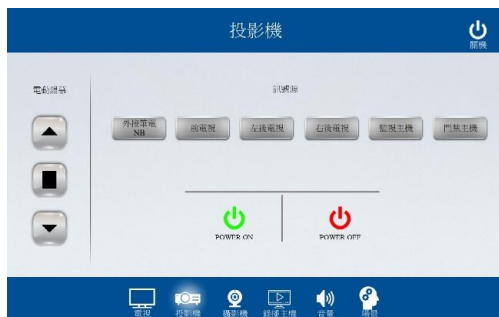 投影機
關機
電動銀幕
訊號源
外接筆電
NB
前電視
左後電視
右後電視
監視主機
門禁主機
POWER ON
POWER OFF
電視
投影機
攝影機
錄播主機
音量
場景